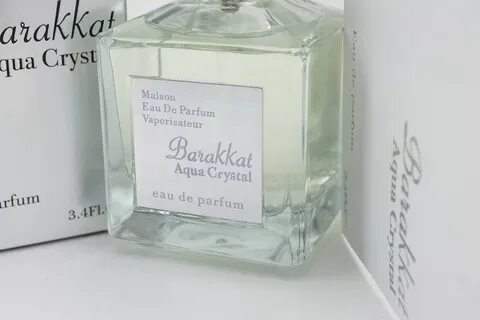 Barakkat
Aqua Crystal
arfum
3.4Fl.
Maison
Eau De Parfum
Vaporisateur
Barakkat
Aqua Crystal
eau de parfum
Eau de parfum
Barakkat
Aqua Crystal